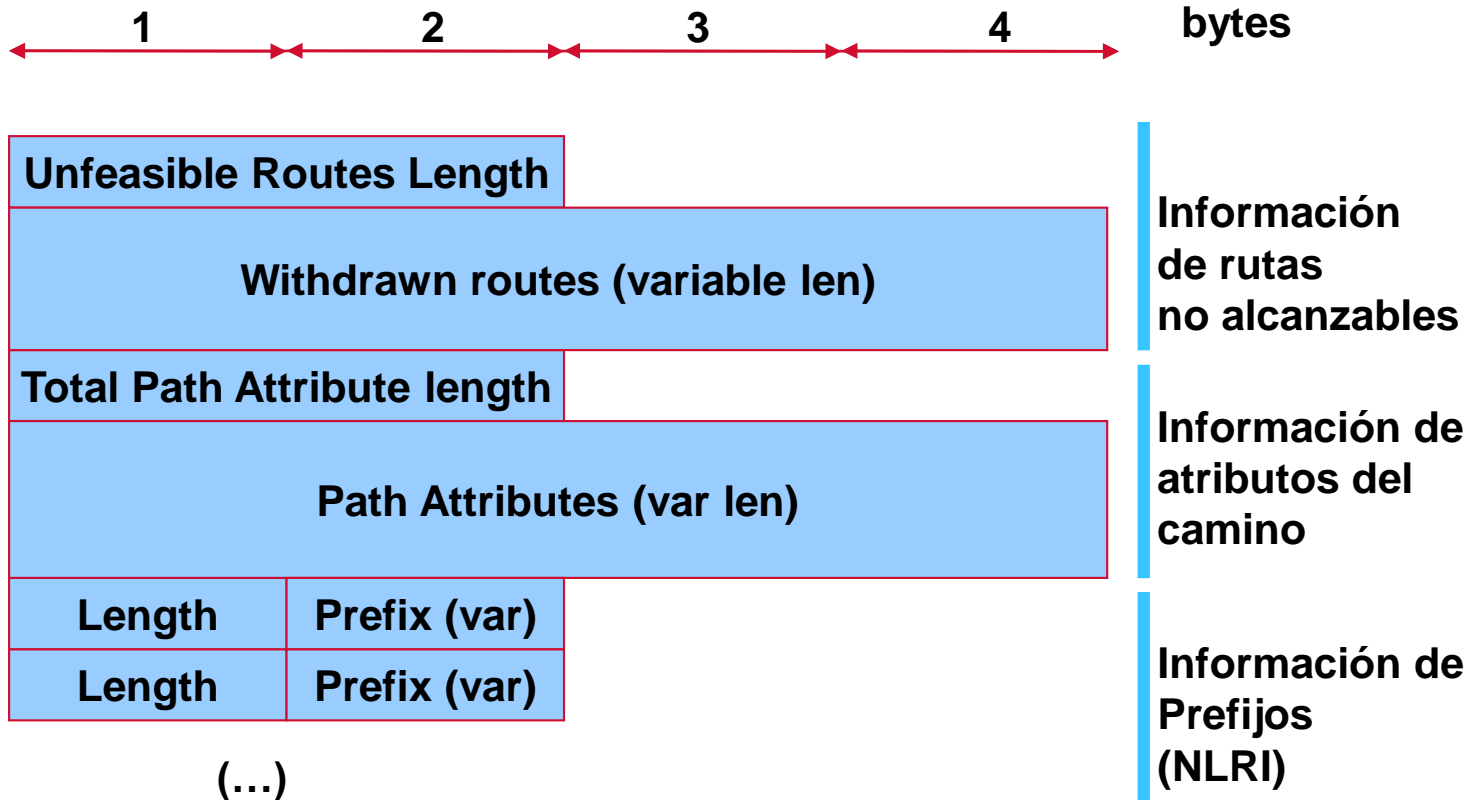 1 2 3 4 bytes
Unfeasible Routes Length
Withdrawn routes (variable len)
Información
de rutas
no alcanzables
Total Path Attribute length
Path Attributes (var len)
Información de
atributos del
camino
Length Prefix (var)
Length Prefix (var)
(…)
Información de
Prefijos
(NLRI)